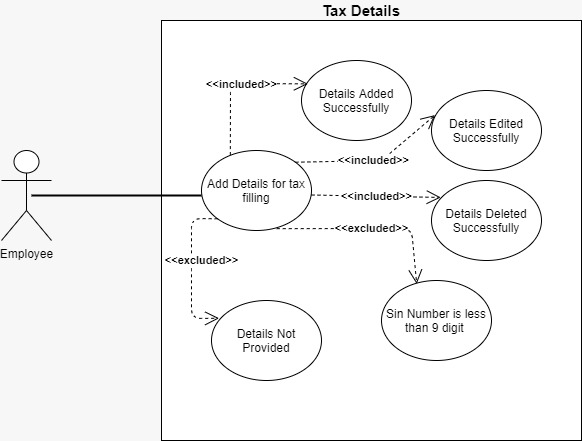 Tax Details
<<included>>
Details Added
Successfully
Details Edited
Successfully
<<included>>
Add Details for tax
filling
<<included>>
Details Deleted
Successfully
<<excluded>>
Employee
<<excluded>>
Sin Number is less
than 9 digit
Details Not
Provided